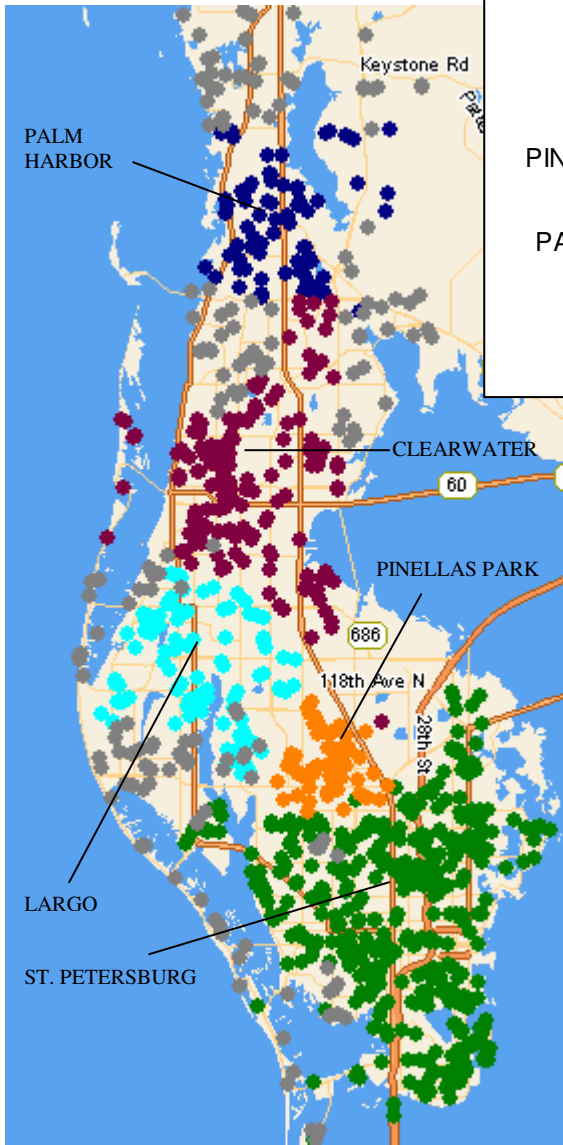 Keystone Rd
PALM
HARBOR
PIN
PA
CLEARWATER
60
PINELLAS PARK
686
118th Ave N
28th St
LARGO
ST. PETERSBURG